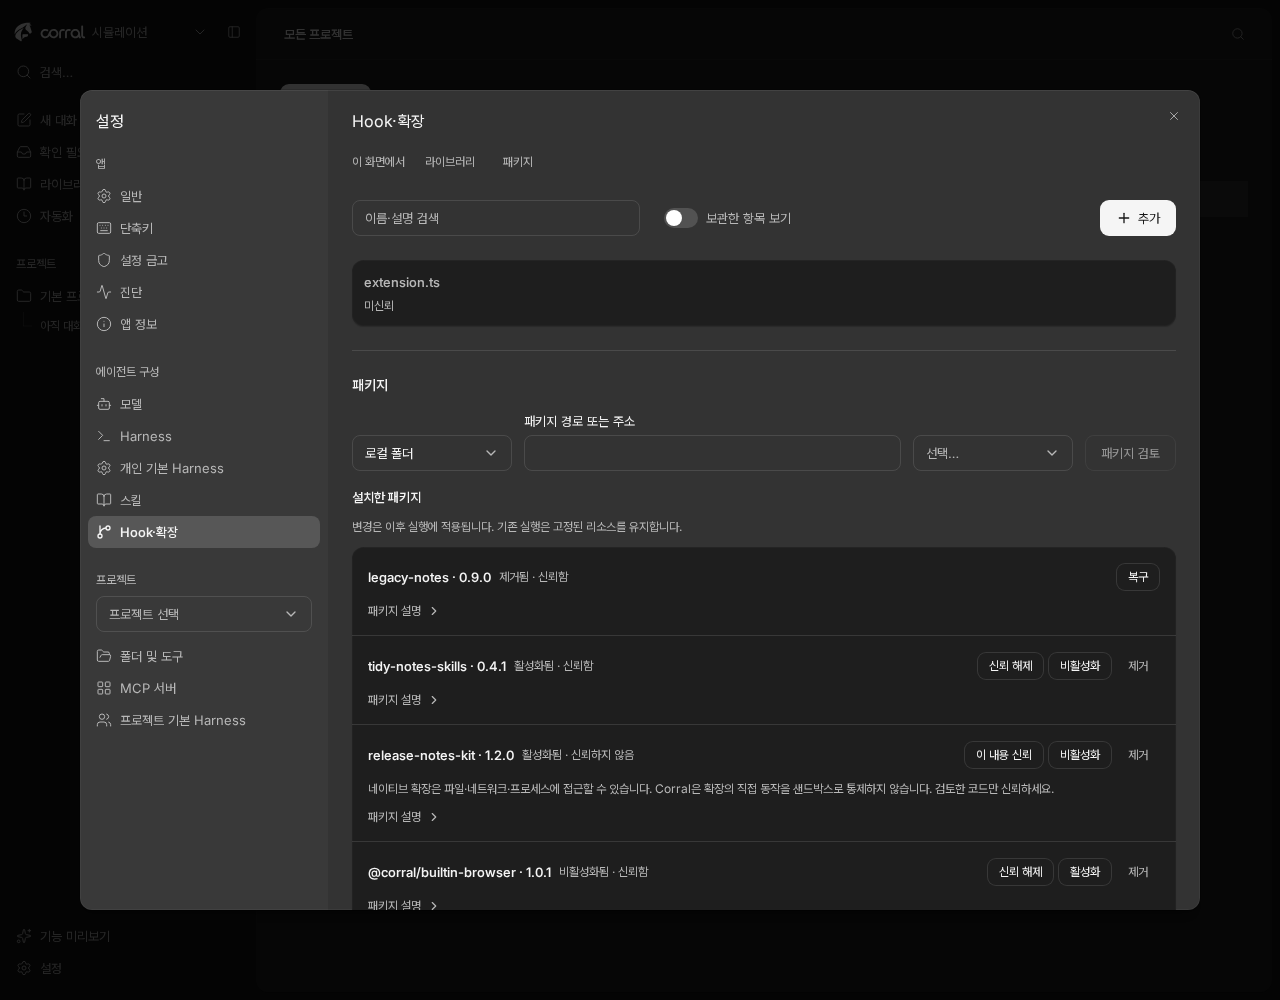 corral 시뮬레이션
모든 프로젝트
검색...
새 대화
확인 필요
라이브러리
자동화
프로젝트
기본 프
아직 대화
기능 미리보기
설정
설정
앱
일반
단축키
설정 금고
진단
앱 정보
에이전트 구성
모델
Harness
개인 기본 Harness
스킬
Hook·확장
프로젝트
프로젝트 선택
폴더 및 도구
MCP 서버
프로젝트 기본 Harness
Hook·확장
이 화면에서 라이브러리 패키지
이름·설명 검색
보관한 항목 보기
추가
extension.ts
미신뢰
패키지
패키지 경로 또는 주소
로컬 폴더
선택...
패키지 검토
설치한 패키지
변경은 이후 실행에 적용됩니다. 기존 실행은 고정된 리소스를 유지합니다.
legacy-notes · 0.9.0 제거됨 · 신뢰함
복구
패키지 설명
tidy-notes-skills · 0.4.1 활성화됨 · 신뢰함
신뢰 해제 비활성화 제거
패키지 설명
release-notes-kit · 1.2.0 활성화됨 · 신뢰하지 않음
이 내용 신뢰 비활성화 제거
네이티브 확장은 파일·네트워크·프로세스에 접근할 수 있습니다. Corral은 확장의 직접 동작을 샌드박스로 통제하지 않습니다. 검토한 코드만 신뢰하세요.
패키지 설명
@corral/builtin-browser · 1.0.1 비활성화됨 · 신뢰함
신뢰 해제 활성화 제거
패키지 설명